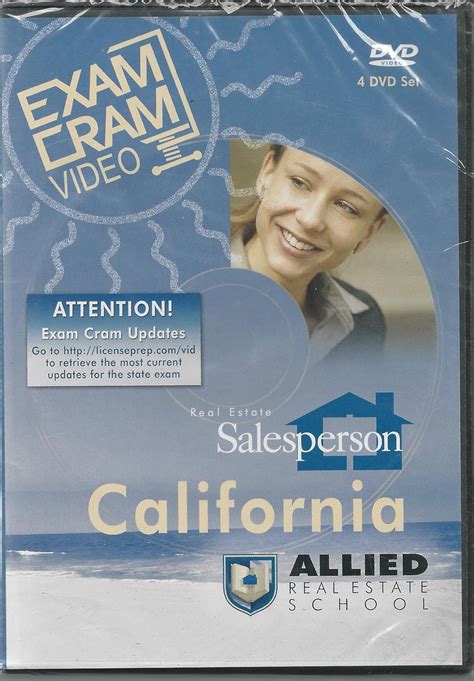 EXAM
CRAM
VIDEO
DVD
VIDEO
4 DVD Set
ATTENTION!
Exam Cram Updates
Go to http://licenseprep.com/vid
to retrieve the most current
updates for the state exam
Real Estate
Salesperson
California
ALLIED
REAL ESTATE
SCHOOL